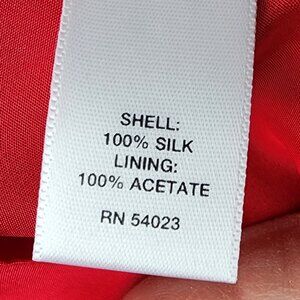 SHELL:
100% SILK
LINING:
100% ACETATE
RN 54023